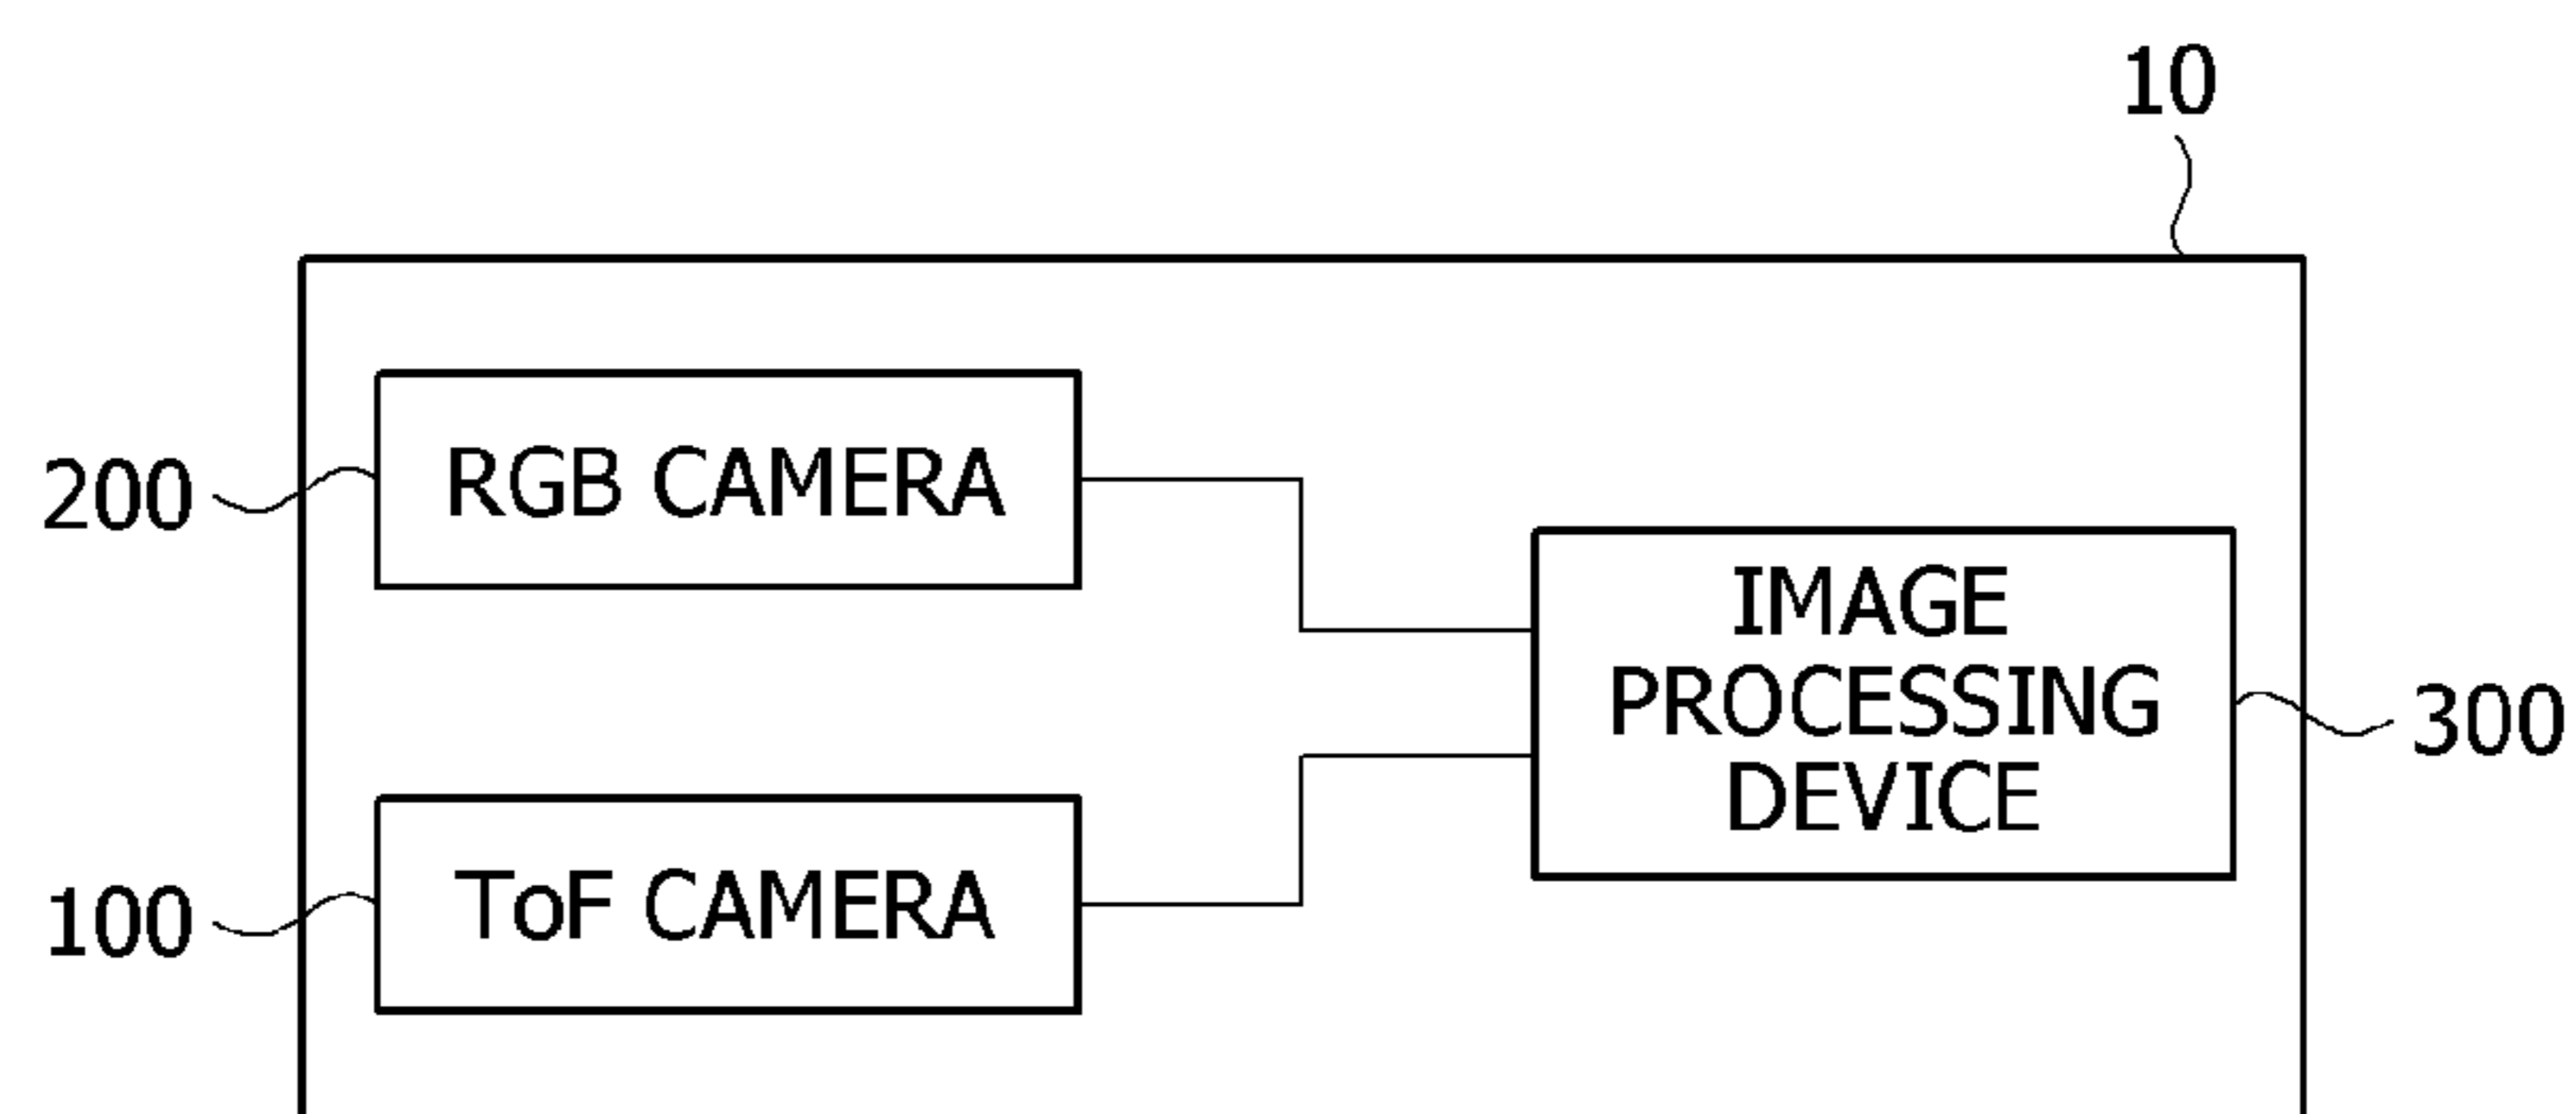 10
200
RGB CAMERA
IMAGE
PROCESSING
DEVICE
300
100
ToF CAMERA